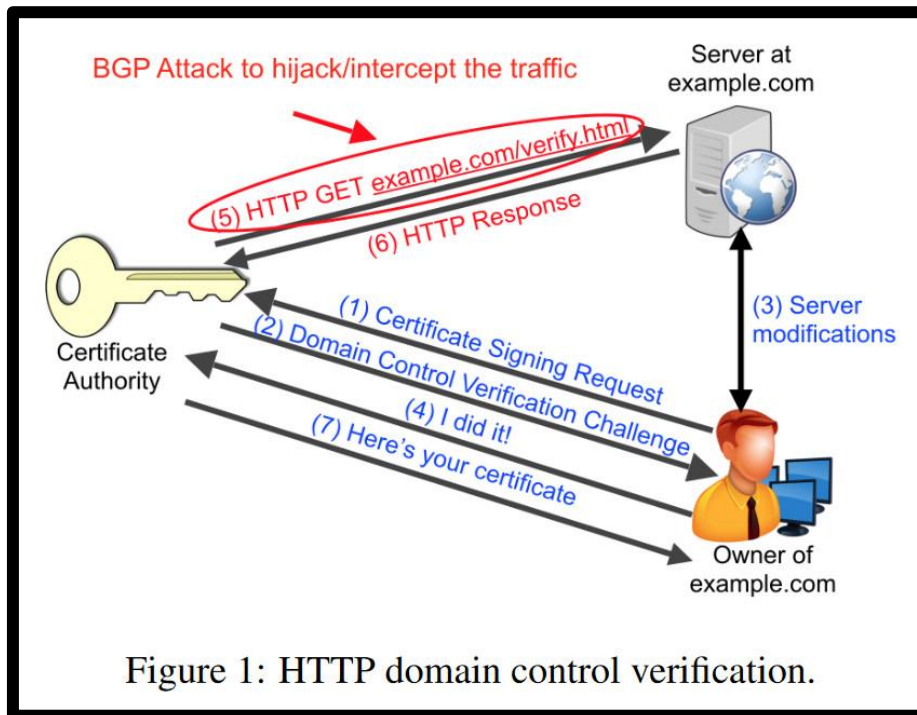 BGP Attack to hijack/intercept the traffic
Server at
example.com
(5) HTTP GET example.com/verify.html
(6) HTTP Response
Certificate
Authority
(1) Certificate Signing Request
(2) Domain Control Verification Challenge
(3) Server
modifications
(4) I did it!
(7) Here's your certificate
Owner of
example.com
Figure 1: HTTP domain control verification.